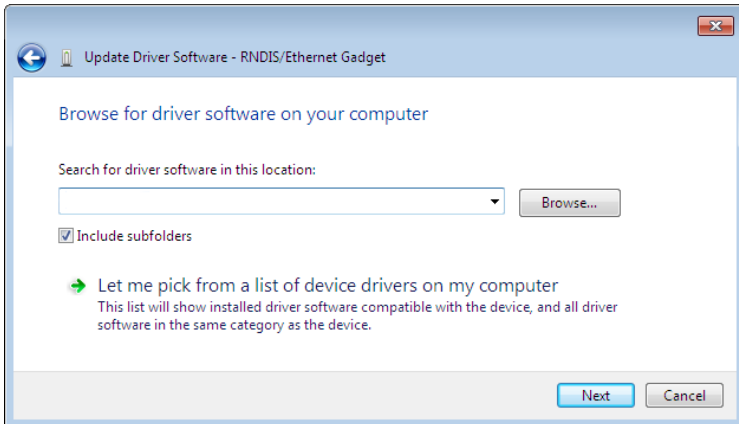 Update Driver Software - RNDIS/Ethernet Gadget
Browse for driver software on your computer
Search for driver software in this location:
Browse...
Include subfolders
Let me pick from a list of device drivers on my computer
This list will show installed driver software compatible with the device, and all driver
software in the same category as the device.
Next
Cancel